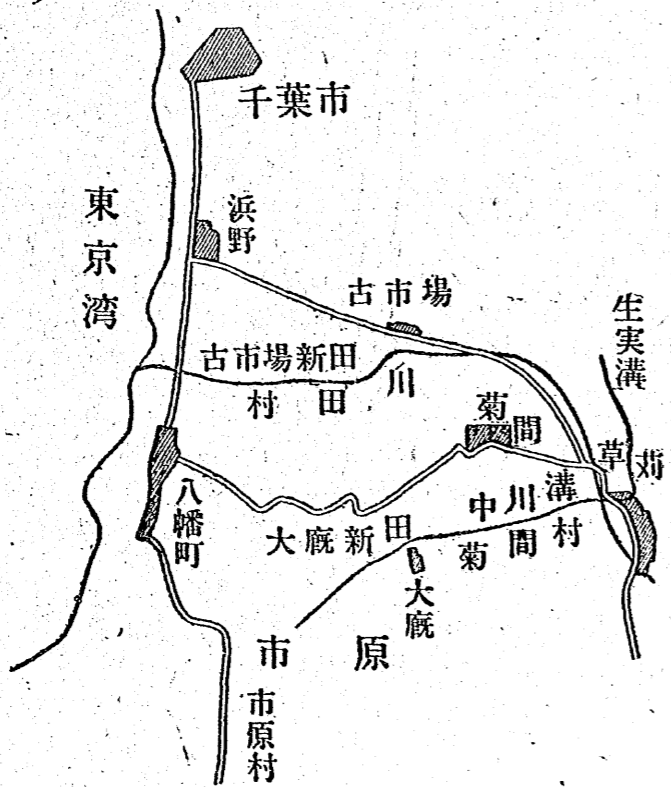 千葉市
浜野
東京湾
古市場
生実溝
古市場新田
村田川
菊間
草刈
八幡町
大厩新田
中川溝
菊間村
大厩
市原
市原村